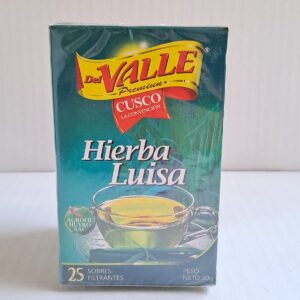 Del VALLE®
Premium
CUSCO
LA CONVENCIÓN
Hierba
Luisa
25 SOBRES
FILTRANTES
PESO
NETO